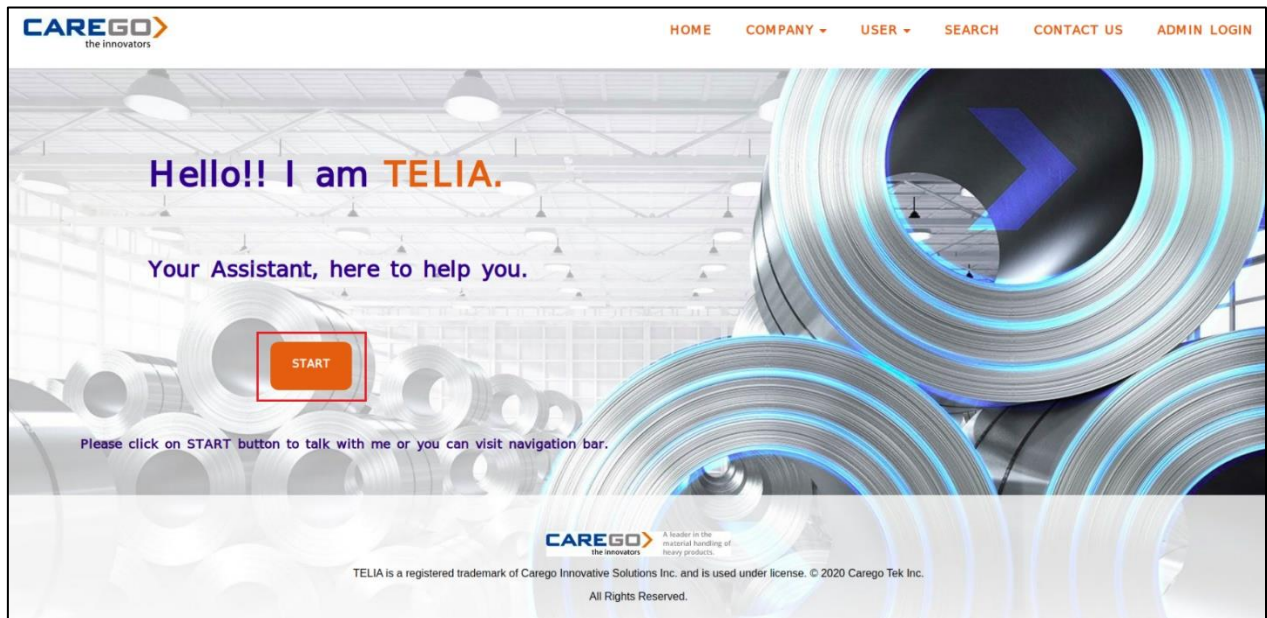 CAREGO
the innovators
HOME COMPANY USER SEARCH CONTACT US ADMIN LOGIN
Hello!! I am TELIA.
Your Assistant, here to help you.
START
Please click on START button to talk with me or you can visit navigation bar.
CAREGO
the innovators
A leader in the
material handling of
heavy products.
TELIA is a registered trademark of Carego Innovative Solutions Inc. and is used under license. © 2020 Carego Tek Inc.
All Rights Reserved.